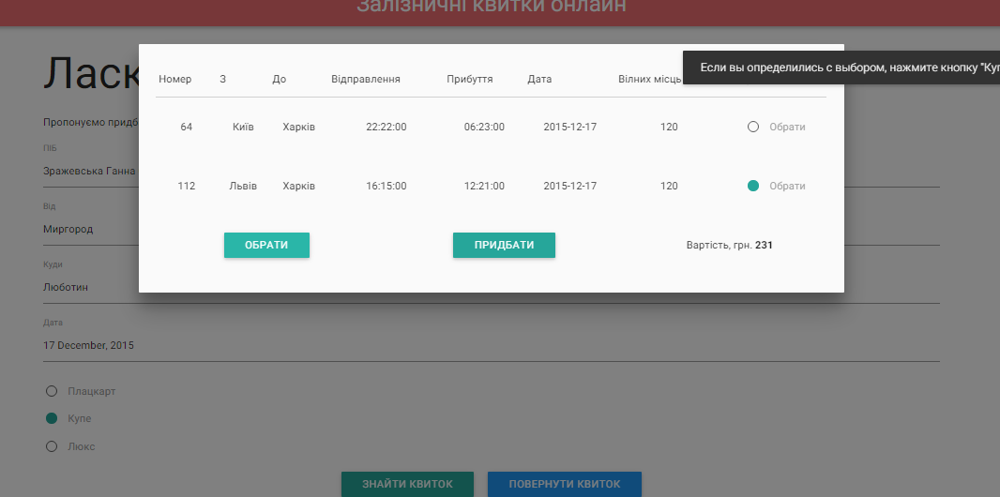 Залізничні квитки онлайн
Если вы определились с выбором, нажмите кнопку "Куп
Номер З До Відправлення Прибуття Дата Вілних місць
64 Київ Харків 22:22:00 06:23:00 2015-12-17 120 Обрати
112 Львів Харків 16:15:00 12:21:00 2015-12-17 120 Обрати
ОБРАТИ ПРИДБАТИ Вартість, грн. 231
Ласк
Пропонуємо придб
ПІБ
Зражевська Ганна
Від
Миргород
Куди
Люботин
Дата
17 December, 2015
Плацкарт
Купе
Люкс
ЗНАЙТИ КВИТОК ПОВЕРНУТИ КВИТОК